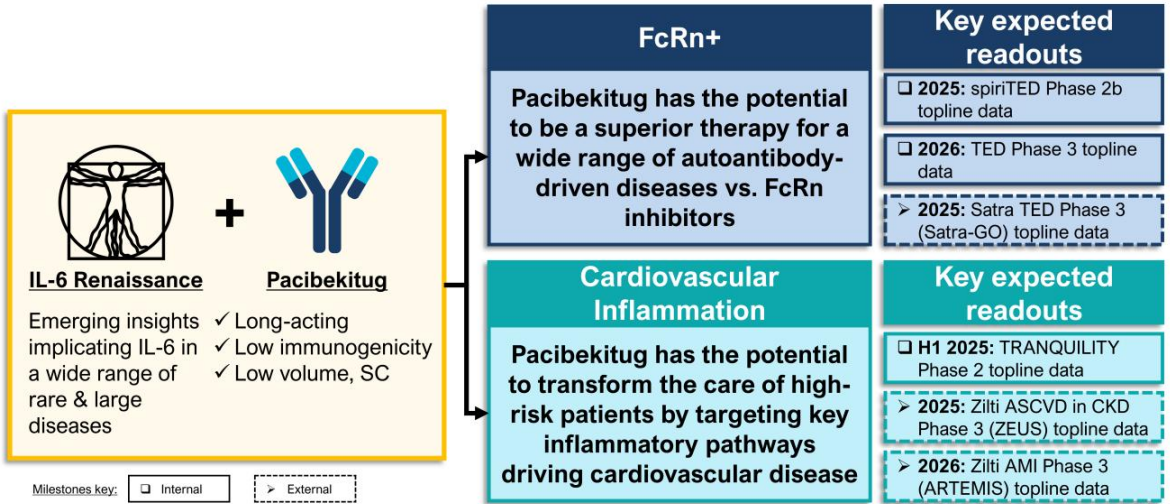 IL-6 Renaissance
Emerging insights
implicating IL-6 in
a wide range of
rare & large
diseases
+
Pacibekitug
✓ Long-acting
✓ Low immunogenicity
✓ Low volume, SC
FcRn+
Pacibekitug has the potential
to be a superior therapy for a
wide range of autoantibody-
driven diseases vs. FcRn
inhibitors
Key expected
readouts
❑ 2025: spiriTED Phase 2b
topline data
❑ 2026: TED Phase 3 topline
data
➢ 2025: Satra TED Phase 3
(Satra-GO) topline data
Cardiovascular
Inflammation
Pacibekitug has the potential
to transform the care of high-
risk patients by targeting key
inflammatory pathways
driving cardiovascular disease
Key expected
readouts
❑ H1 2025: TRANQUILITY
Phase 2 topline data
➢ 2025: Zilti ASCVD in CKD
Phase 3 (ZEUS) topline data
➢ 2026: Zilti AMI Phase 3
(ARTEMIS) topline data
Milestones key: ❑ Internal ➢ External